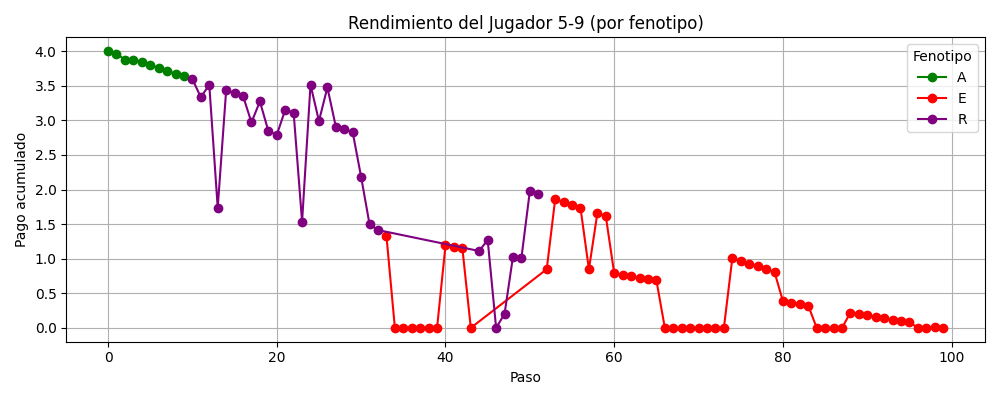 Rendimiento del Jugador 5-9 (por fenotipo)
Pago acumulado
4.0
3.5
3.0
2.5
2.0
1.5
1.0
0.5
0.0
Fenotipo
A
E
R
0 20 40 60 80 100
Paso